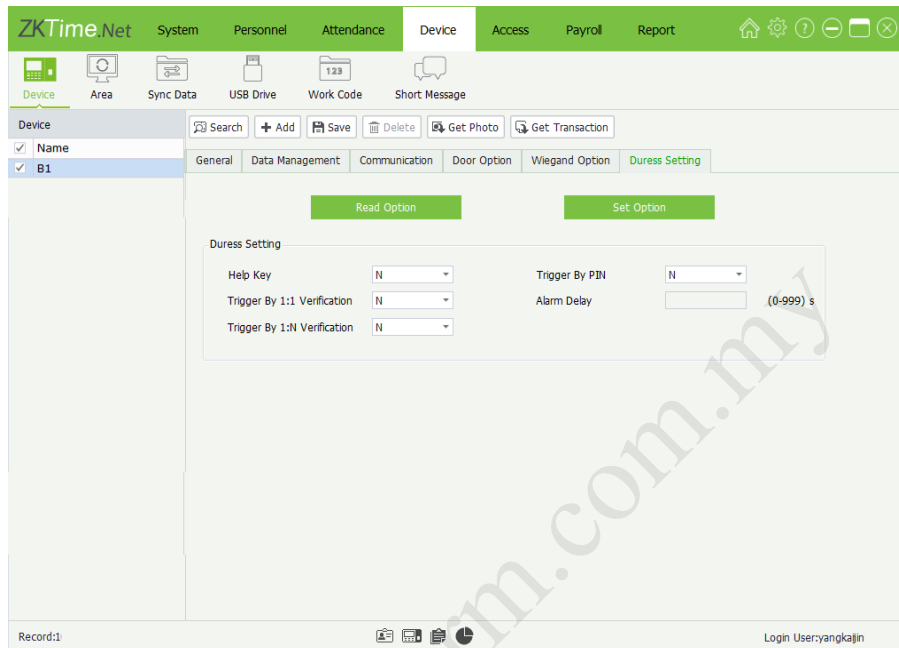 ZKTime.Net System Personnel Attendance Device Access Payroll Report
123
Device Area Sync Data USB Drive Work Code Short Message
Device
Search Add Save Delete Get Photo Get Transaction
Name
General Data Management Communication Door Option Wiegand Option Duress Setting
B1
Read Option Set Option
Duress Setting
Help Key N Trigger By PIN N
Trigger By 1:1 Verification N Alarm Delay (0-999) s
Trigger By 1:N Verification N
rm.com.my
Record:1 Login User:yangkaijin